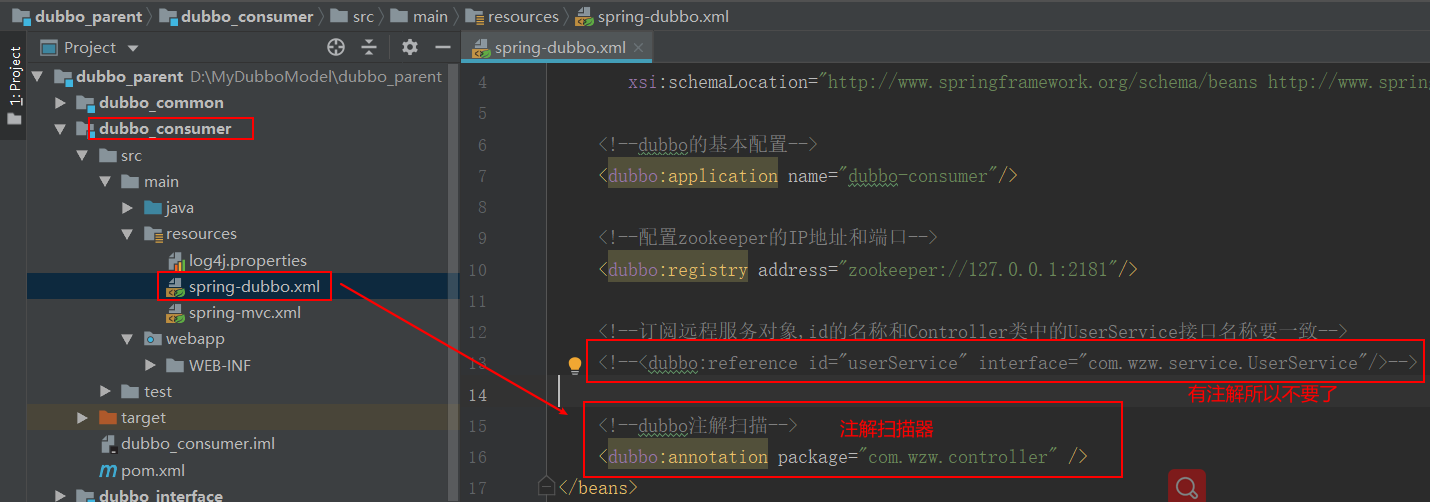 dubbo_parent dubbo_consumer src main resources spring-dubbo.xml
1: Project
Project
spring-dubbo.xml
dubbo_parent D:\MyDubboModel\dubbo_parent
dubbo_common
dubbo_consumer
src
main
java
resources
log4j.properties
spring-dubbo.xml
spring-mvc.xml
webapp
WEB-INF
test
target
dubbo_consumer.iml
pom.xml
dubbo_interface
4 xsi:schemaLocation="http://www.springframework.org/schema/beans http://www.spring
5
6 <!--dubbo的基本配置-->
7 <dubbo:application name="dubbo-consumer"/>
8
9 <!--配置zookeeper的IP地址和端口-->
10 <dubbo:registry address="zookeeper://127.0.0.1:2181"/>
11
12 <!--订阅远程服务对象,id的名称和Controller类中的UserService接口名称要一致-->
13 <!--<dubbo:reference id="userService" interface="com.wzw.service.UserService"/>-->
14
有注解所以不要了
15 <!--dubbo注解扫描-->
注解扫描器
16 <dubbo:annotation package="com.wzw.controller" />
17 </beans>